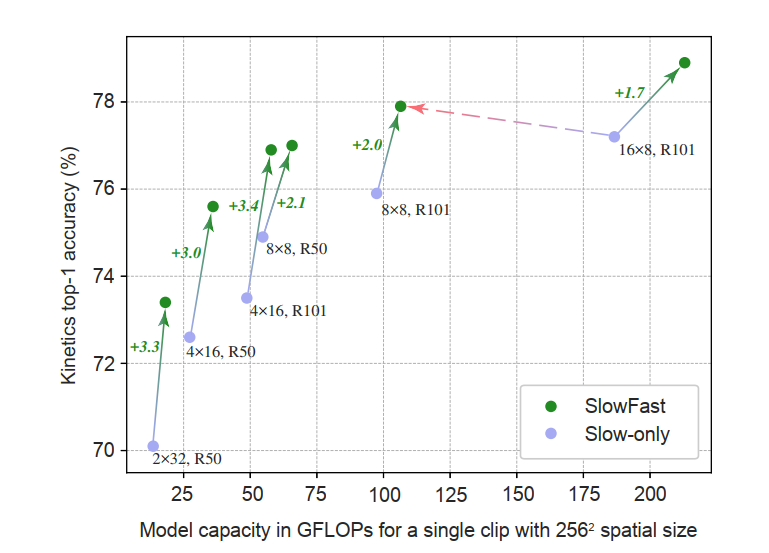 Kinetics top-1 accuracy (%)
78
76
74
72
70
+1.7
16×8, R101
+2.0
8×8, R101
+3.4
+2.1
8×8, R50
+3.0
4×16, R101
4×16, R50
+3.3
2×32, R50
SlowFast
Slow-only
25 50 75 100 125 150 175 200
Model capacity in GFLOPs for a single clip with 256² spatial size